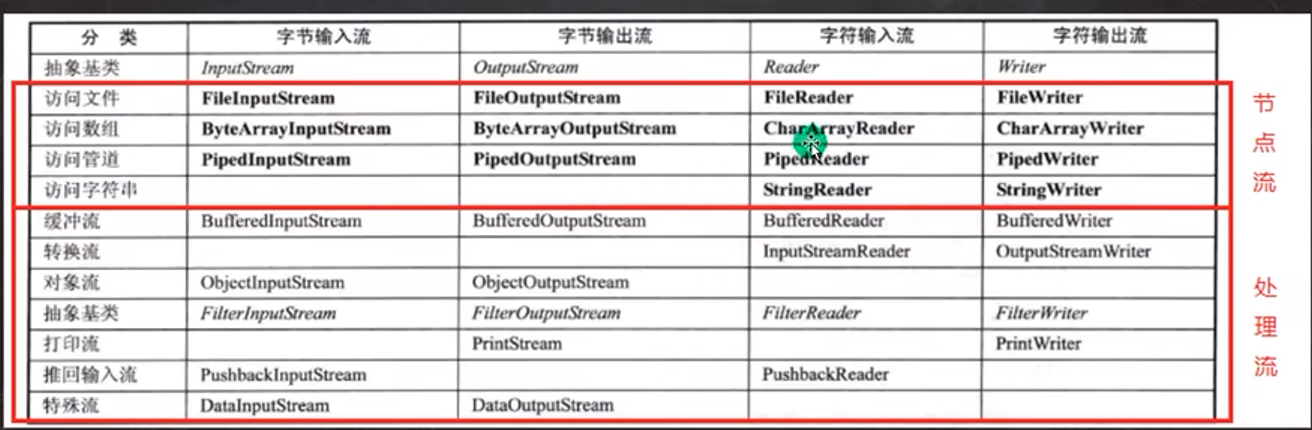 分 类 字节输入流 字节输出流 字符输入流 字符输出流
抽象基类 InputStream OutputStream Reader Writer
访问文件 FileInputStream FileOutputStream FileReader FileWriter
访问数组 ByteArrayInputStream ByteArrayOutputStream CharArrayReader CharArrayWriter
访问管道 PipedInputStream PipedOutputStream PipedReader PipedWriter
访问字符串 StringReader StringWriter
缓冲流 BufferedInputStream BufferedOutputStream BufferedReader BufferedWriter
转换流 InputStreamReader OutputStreamWriter
对象流 ObjectInputStream ObjectOutputStream
抽象基类 FilterInputStream FilterOutputStream FilterReader FilterWriter
打印流 PrintStream PrintWriter
推回输入流 PushbackInputStream PushbackReader
特殊流 DataInputStream DataOutputStream
节
点
流
处
理
流